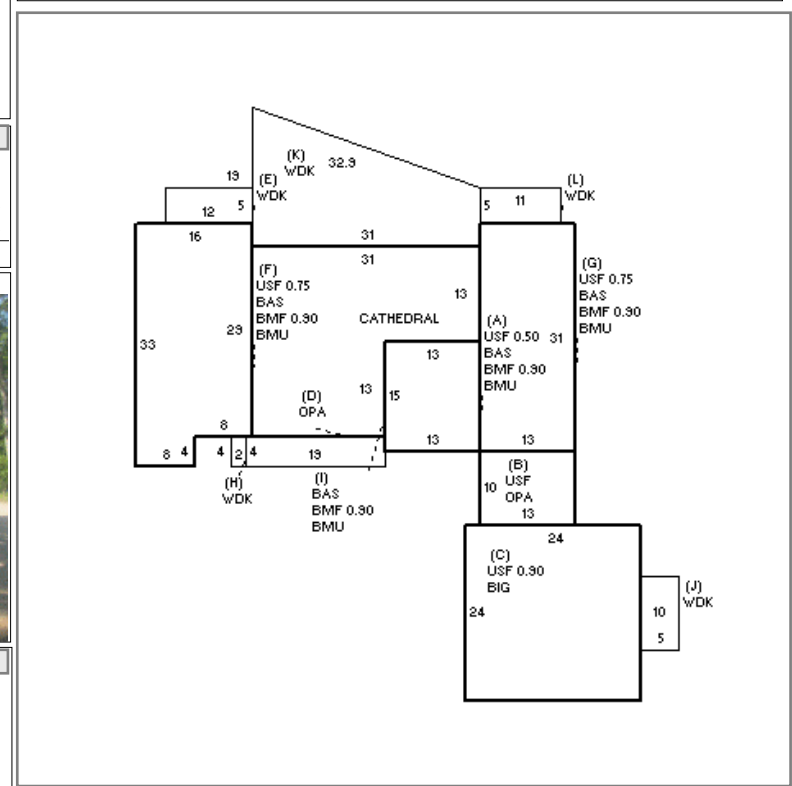 (K)
WDK
32.9
19
(E)
WDK
(L)
WDK
12
5
5
11
16
31
31
(F)
USF 0.75
BAS
BMF 0.90
BMU
(G)
USF 0.75
BAS
BMF 0.90
BMU
13
CATHEDRAL
(A)
USF 0.50
BAS
BMF 0.90
BMU
33
29
31
13
13
15
(D)
OPA
8
13
13
8
4
4
2
4
19
(H)
WDK
(I)
BAS
BMF 0.90
BMU
(B)
USF
OPA
10
13
24
(C)
USF 0.90
BIG
24
(J)
WDK
10
5